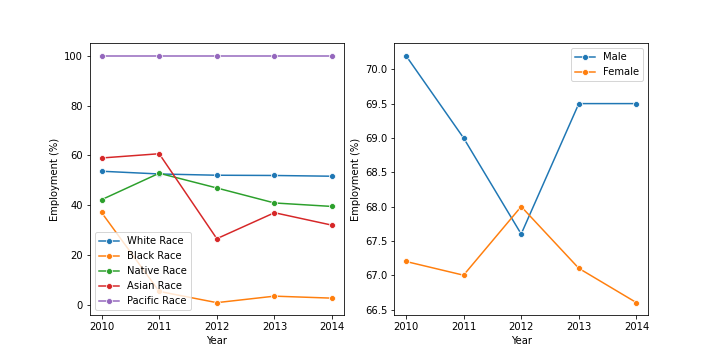 100
80
60
40
20
0
Employment (%)
White Race
Black Race
Native Race
Asian Race
Pacific Race
2010 2011 2012 2013 2014
Year
70.0
69.5
69.0
68.5
68.0
67.5
67.0
66.5
Employment (%)
Male
Female
2010 2011 2012 2013 2014
Year